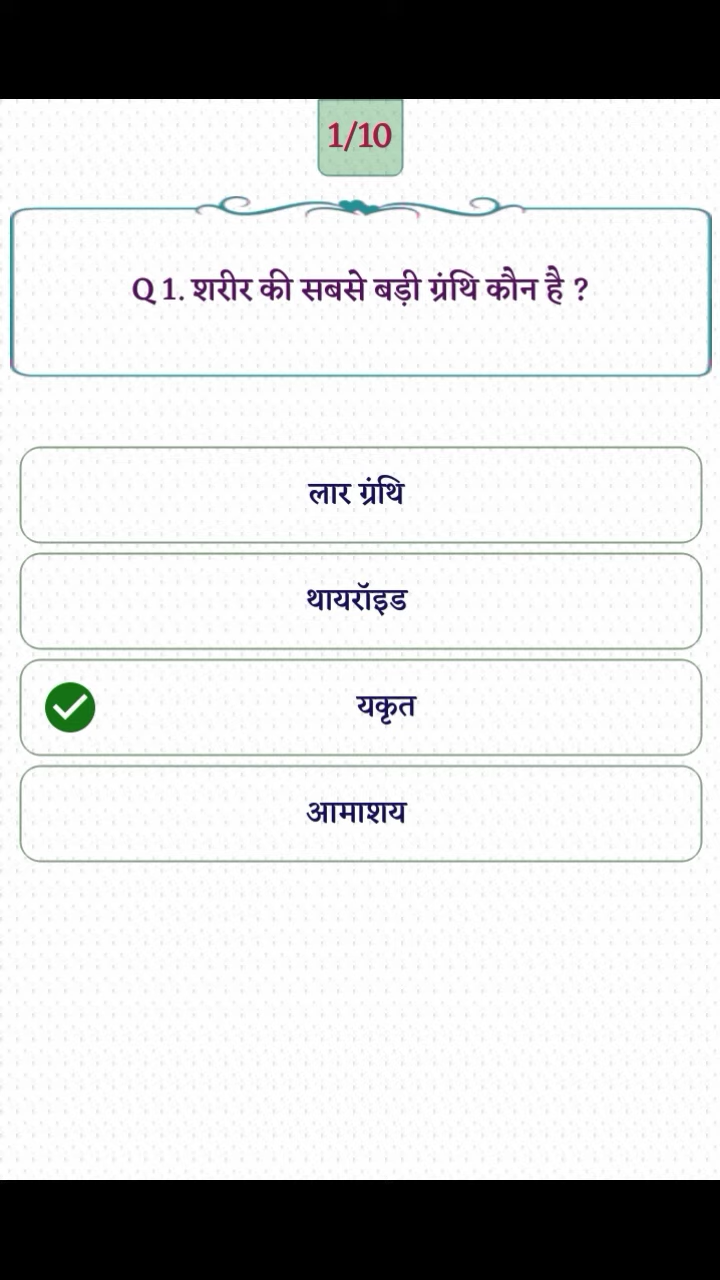 1/10
Q 1. शरीर की सबसे बड़ी ग्रंथि कौन है ?
लार ग्रंथि
थायरॉइड
यकृत
आमाशय